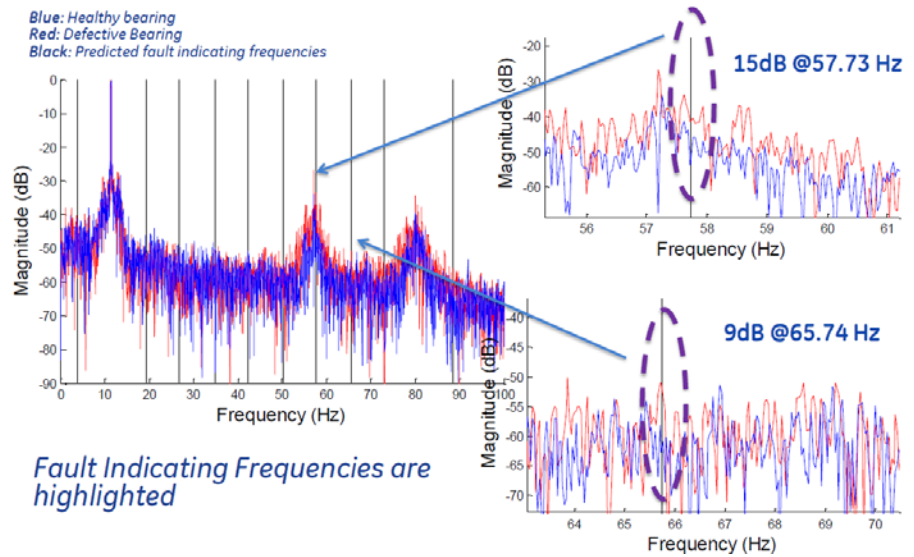 Blue: Healthy bearing
Red: Defective Bearing
Black: Predicted fault indicating frequencies
0
-10
-20
-30
-40
-50
-60
-70
-80
-90
Magnitude (dB)
0 10 20 30 40 50 60 70 80 90 100
Frequency (Hz)
15dB @57.73 Hz
-20
-30
-40
-50
-60
Magnitude (dB)
56 57 58 59 60 61
Frequency (Hz)
9dB @65.74 Hz
-40
-45
-50
-55
-60
-65
-70
Magnitude (dB)
64 65 66 67 68 69 70
Frequency (Hz)
Fault Indicating Frequencies are
highlighted